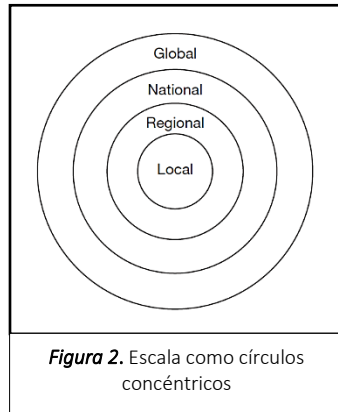 Global
National
Regional
Local
Figura 2. Escala como círculos
concéntricos